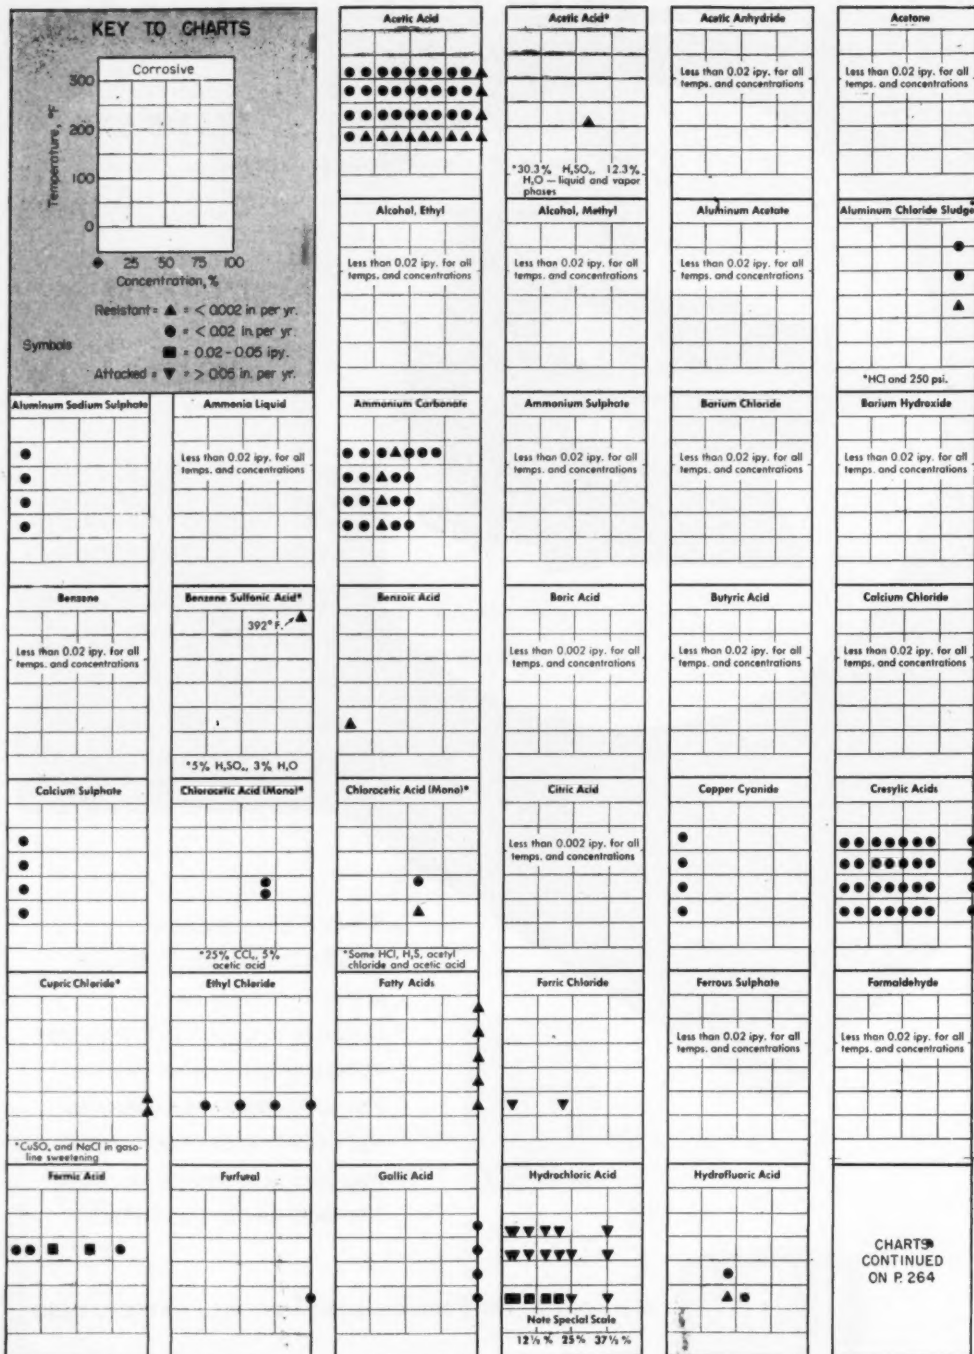 KEY TO CHARTS
Corrosive
Temperature, °F
300
200
100
0
0 25 50 75 100
Concentration, %
Symbols
Resistant = ▲ = < 0.002 in per yr.
● = < 0.02 in. per yr.
■ = 0.02 - 0.05 ipy.
Attacked = ▼ = > 0.05 in. per yr.
Acetic Acid
Acetic Acid*
*30.3% H₂SO₄, 12.3%
H₂O — liquid and vapor
phases
Acetic Anhydride
Less than 0.02 ipy. for all
temps. and concentrations
Acetone
Less than 0.02 ipy. for all
temps. and concentrations
Alcohol, Ethyl
Less than 0.02 ipy. for all
temps. and concentrations
Alcohol, Methyl
Less than 0.02 ipy. for all
temps. and concentrations
Aluminum Acetate
Less than 0.02 ipy. for all
temps. and concentrations
Aluminum Chloride Sludge*
*HCl and 250 psi.
Aluminum Sodium Sulphate
Ammonia Liquid
Less than 0.02 ipy. for all
temps. and concentrations
Ammonium Carbonate
Ammonium Sulphate
Less than 0.02 ipy. for all
temps. and concentrations
Barium Chloride
Less than 0.02 ipy. for all
temps. and concentrations
Barium Hydroxide
Less than 0.02 ipy. for all
temps. and concentrations
Benzene
Less than 0.02 ipy. for all
temps. and concentrations
Benzene Sulfonic Acid*
392° F.
*5% H₂SO₄, 3% H₂O
Benzoic Acid
Boric Acid
Less than 0.002 ipy. for all
temps. and concentrations
Butyric Acid
Less than 0.02 ipy. for all
temps. and concentrations
Calcium Chloride
Less than 0.02 ipy. for all
temps. and concentrations
Calcium Sulphate
Chloracetic Acid (Mono)*
*25% CCl₄, 5%
acetic acid
Chloracetic Acid (Mono)*
*Some HCl, H₂S, acetyl
chloride and acetic acid
Citric Acid
Less than 0.002 ipy. for all
temps. and concentrations
Copper Cyanide
Cresylic Acids
Cupric Chloride*
*CuSO₄ and NaCl in gaso-
line sweetening
Ethyl Chloride
Fatty Acids
Ferric Chloride
Ferrous Sulphate
Less than 0.02 ipy. for all
temps. and concentrations
Formaldehyde
Less than 0.02 ipy. for all
temps. and concentrations
Formic Acid
Furfural
Gallic Acid
Hydrochloric Acid
Note Special Scale
12½ % 25% 37½ %
Hydrofluoric Acid
CHARTS
CONTINUED
ON P. 264